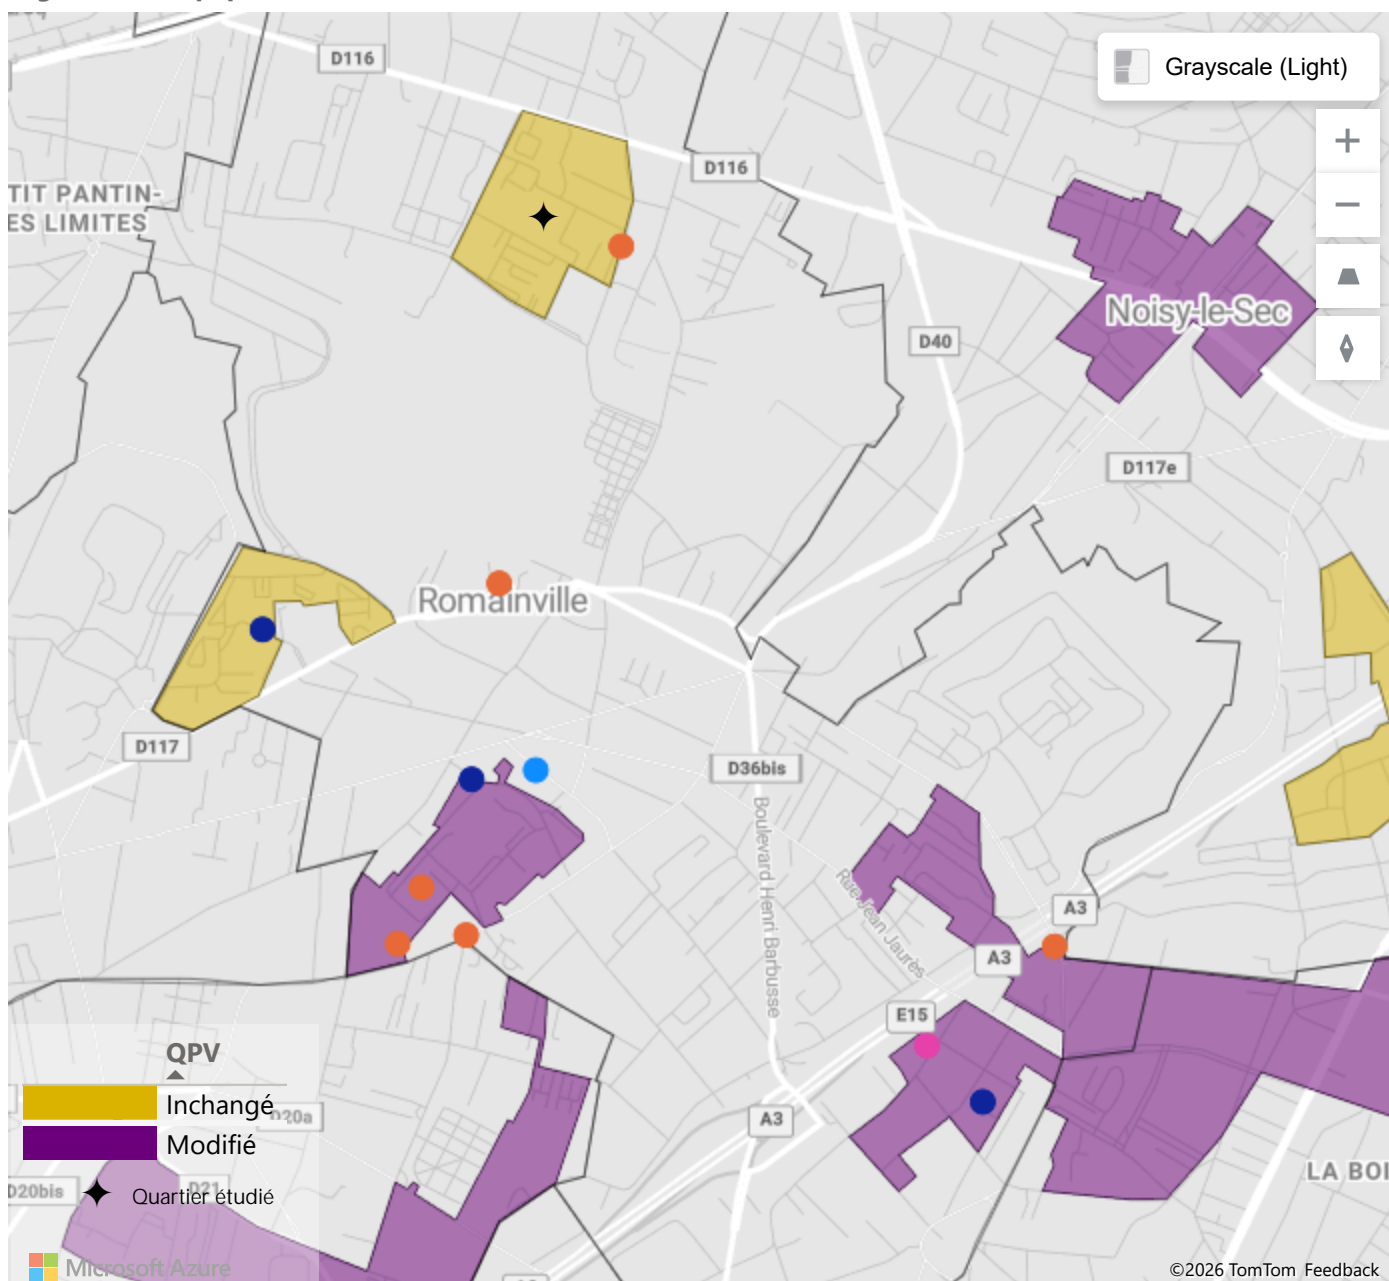 D116
Grayscale (Light)
D116
TIT PANTIN-
ES LIMITES
Noisy-le-Sec
D40
D117e
Romainville
D117
D36bis
Boulevard Henri Barbusse
Rue Jean Jaurès
A3
A3
E15
QPV
Inchangé
D20a
A3
Modifié
LA BOI
D20bis
D21
Quartier étudié
Microsoft Azure
©2026 TomTom Feedback